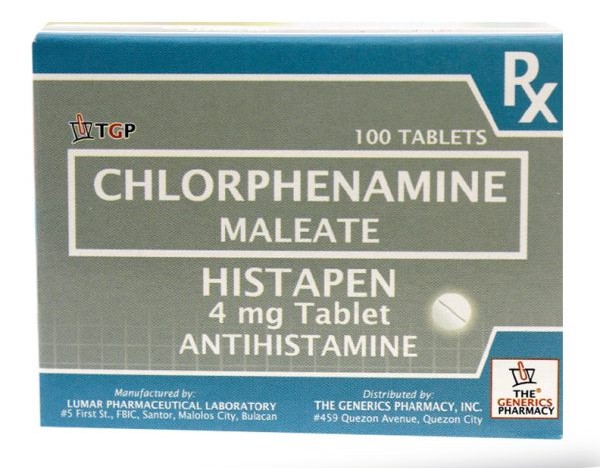 Rx
TGP
100 TABLETS
CHLORPHENAMINE
MALEATE
HISTAPEN
4 mg Tablet
ANTIHISTAMINE
Manufactured by:
LUMAR PHARMACEUTICAL LABORATORY
#5 First St., FBIC, Santor, Malolos City, Bulacan
Distributed by:
THE GENERICS PHARMACY, INC.
#459 Quezon Avenue, Quezon City
THE®
GENERICS
PHARMACY